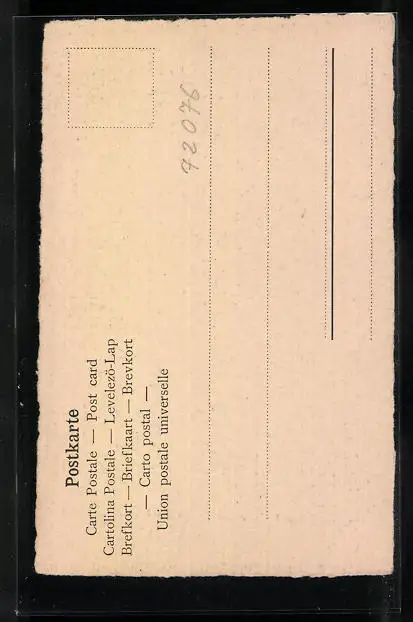 Postkarte
Carte Postale — Post card
Cartolina Postale — Levelezö-Lap
Brefkort — Briefkaart — Brevkort
— Carto postal —
Union postale universelle
72076